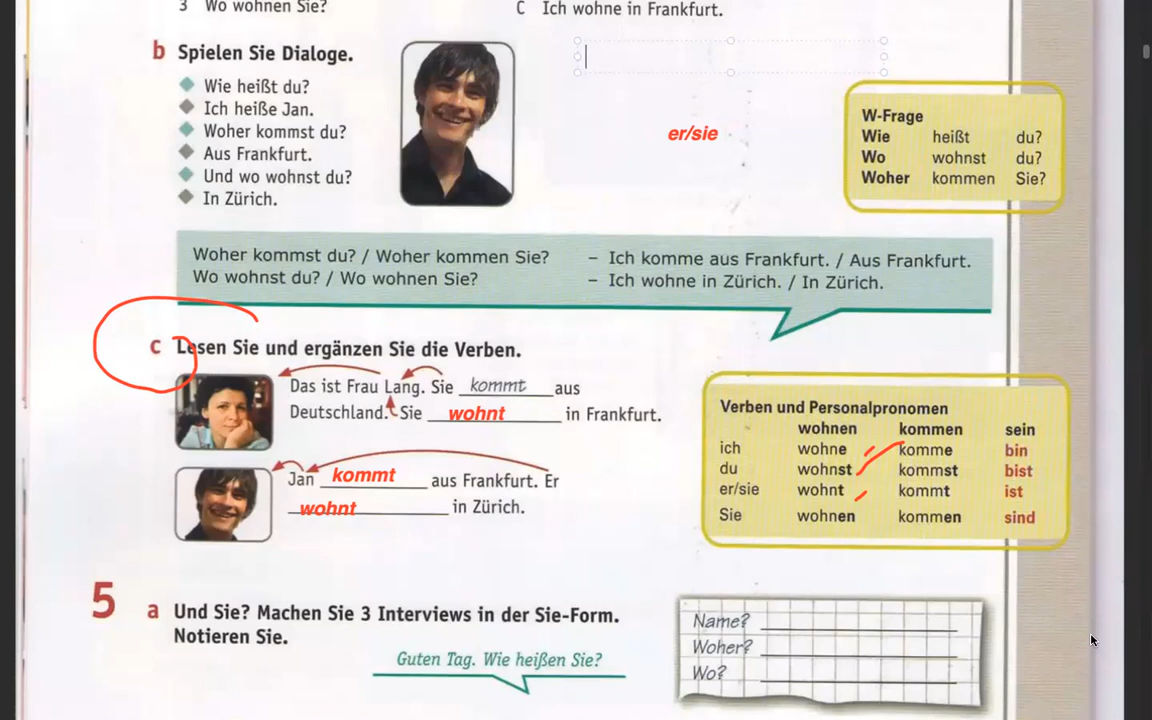 3 Wo wohnen Sie?
C Ich wohne in Frankfurt.
b Spielen Sie Dialoge.
Wie heißt du?
Ich heiße Jan.
Woher kommst du?
Aus Frankfurt.
Und wo wohnst du?
In Zürich.
er/sie
W-Frage
Wie heißt du?
Wo wohnst du?
Woher kommen Sie?
Woher kommst du? / Woher kommen Sie? – Ich komme aus Frankfurt. / Aus Frankfurt.
Wo wohnst du? / Wo wohnen Sie? – Ich wohne in Zürich. / In Zürich.
c Lesen Sie und ergänzen Sie die Verben.
Das ist Frau Lang. Sie kommt aus
Deutschland. Sie wohnt in Frankfurt.
Jan kommt aus Frankfurt. Er
wohnt in Zürich.
Verben und Personalpronomen
wohnen kommen sein
ich wohne komme bin
du wohnst kommst bist
er/sie wohnt kommt ist
Sie wohnen kommen sind
5 a Und Sie? Machen Sie 3 Interviews in der Sie-Form.
Notieren Sie.
Guten Tag. Wie heißen Sie?
Name?
Woher?
Wo?